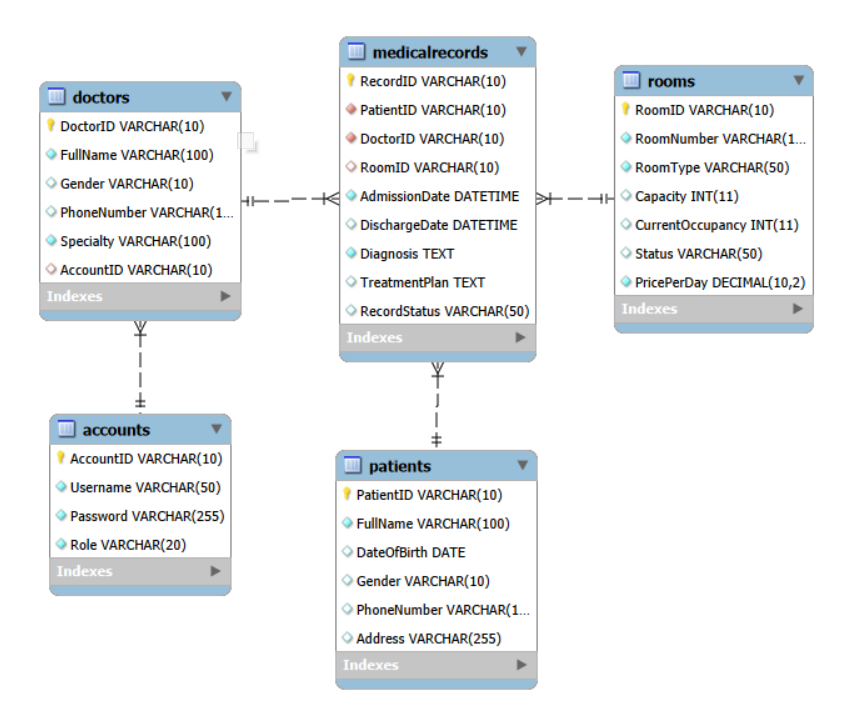 doctors
DoctorID VARCHAR(10)
FullName VARCHAR(100)
Gender VARCHAR(10)
PhoneNumber VARCHAR(1...
Specialty VARCHAR(100)
AccountID VARCHAR(10)
Indexes
medicalrecords
RecordID VARCHAR(10)
PatientID VARCHAR(10)
DoctorID VARCHAR(10)
RoomID VARCHAR(10)
AdmissionDate DATETIME
DischargeDate DATETIME
Diagnosis TEXT
TreatmentPlan TEXT
RecordStatus VARCHAR(50)
Indexes
rooms
RoomID VARCHAR(10)
RoomNumber VARCHAR(1...
RoomType VARCHAR(50)
Capacity INT(11)
CurrentOccupancy INT(11)
Status VARCHAR(50)
PricePerDay DECIMAL(10,2)
Indexes
accounts
AccountID VARCHAR(10)
Username VARCHAR(50)
Password VARCHAR(255)
Role VARCHAR(20)
Indexes
patients
PatientID VARCHAR(10)
FullName VARCHAR(100)
DateOfBirth DATE
Gender VARCHAR(10)
PhoneNumber VARCHAR(1...
Address VARCHAR(255)
Indexes